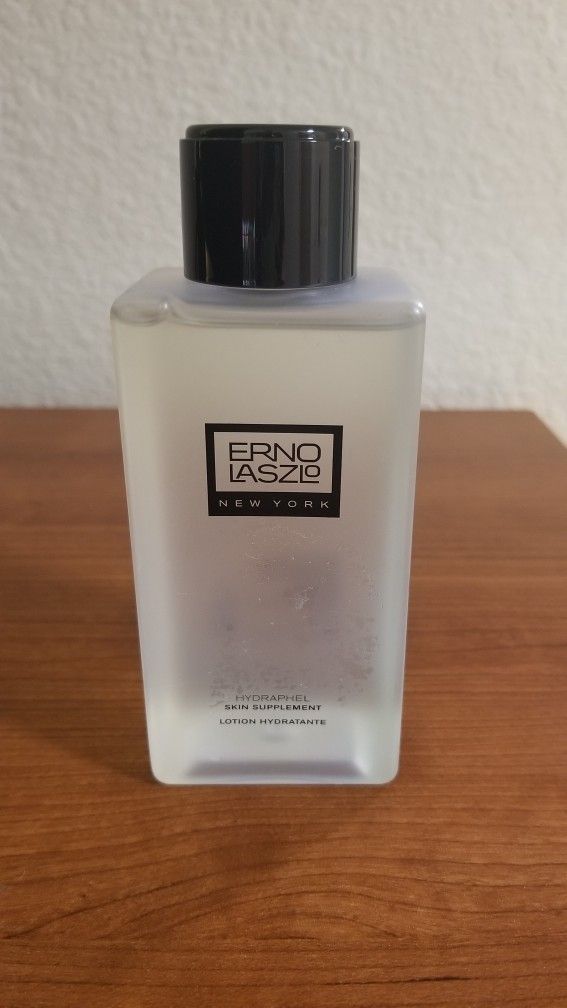 ERNO
LASZLO
NEW YORK
HYDRAPHEL
SKIN SUPPLEMENT
LOTION HYDRATANTE